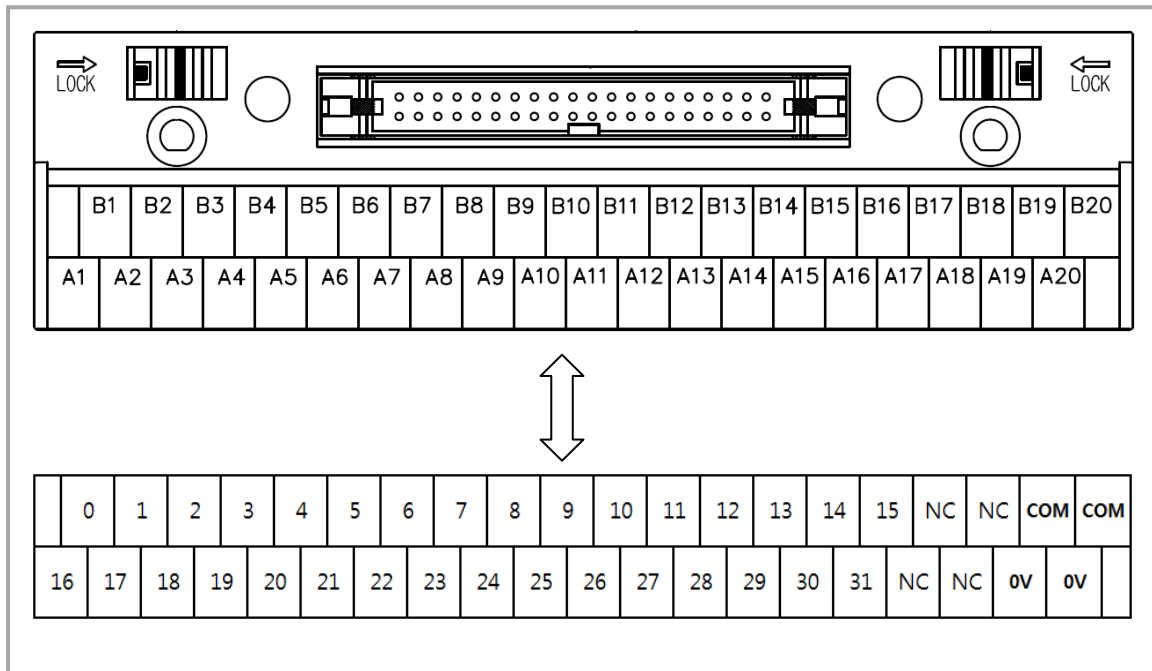 LOCK LOCK
B1 B2 B3 B4 B5 B6 B7 B8 B9 B10 B11 B12 B13 B14 B15 B16 B17 B18 B19 B20
A1 A2 A3 A4 A5 A6 A7 A8 A9 A10 A11 A12 A13 A14 A15 A16 A17 A18 A19 A20
0 1 2 3 4 5 6 7 8 9 10 11 12 13 14 15 NC NC COM COM
16 17 18 19 20 21 22 23 24 25 26 27 28 29 30 31 NC NC 0V 0V